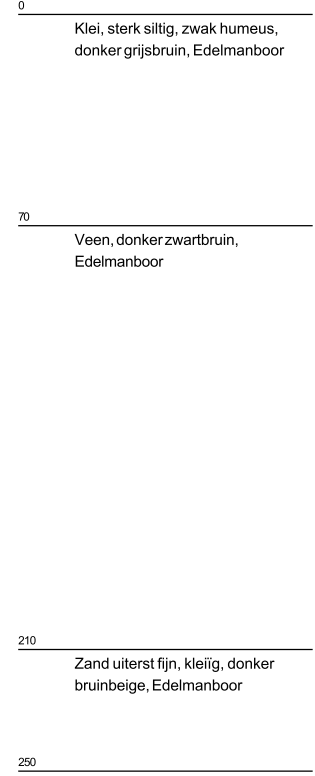 0
Klei, sterk siltig, zwak humeus,
donker grijsbruin, Edelmanboor
70
Veen, donker zwartbruin,
Edelmanboor
210
Zand uiterst fijn, kleiïg, donker
bruinbeige, Edelmanboor
250